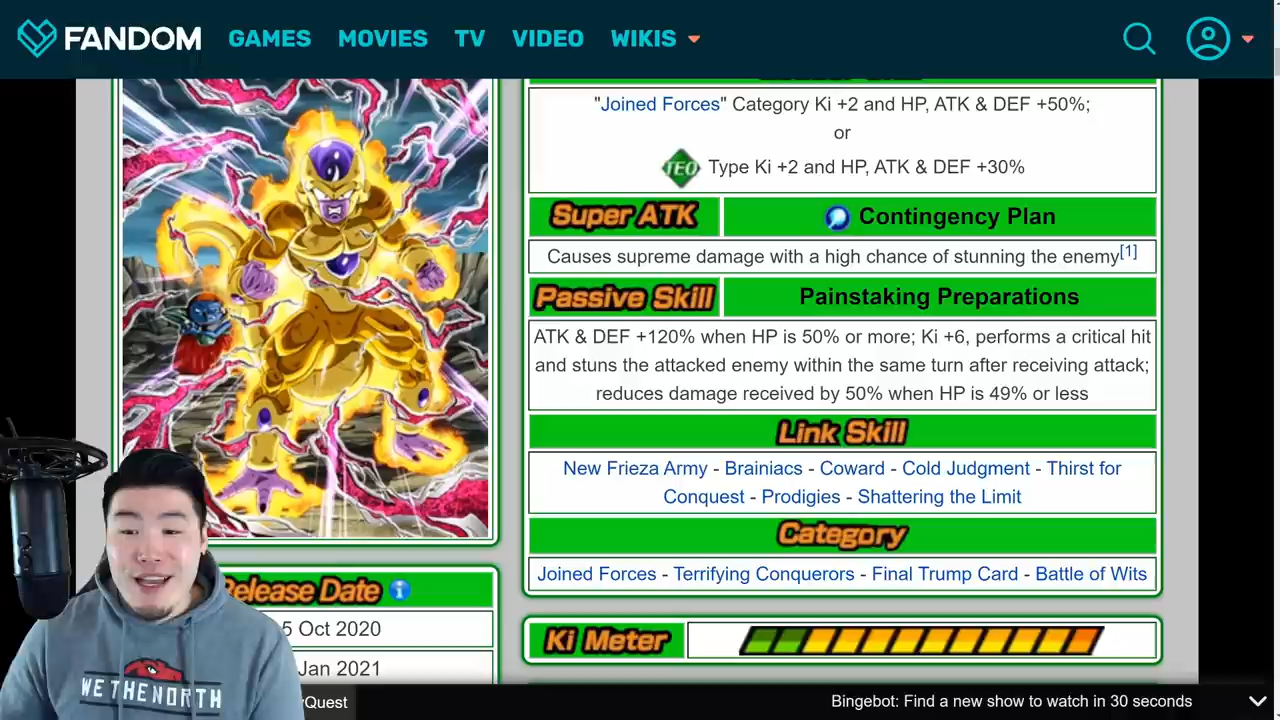 FANDOM GAMES MOVIES TV VIDEO WIKIS
"Joined Forces" Category Ki +2 and HP, ATK & DEF +50%;
or
TEQ Type Ki +2 and HP, ATK & DEF +30%
Super ATK Contingency Plan
Causes supreme damage with a high chance of stunning the enemy[1]
Passive Skill Painstaking Preparations
ATK & DEF +120% when HP is 50% or more; Ki +6, performs a critical hit
and stuns the attacked enemy within the same turn after receiving attack;
reduces damage received by 50% when HP is 49% or less
Link Skill
New Frieza Army - Brainiacs - Coward - Cold Judgment - Thirst for
Conquest - Prodigies - Shattering the Limit
Category
Joined Forces - Terrifying Conquerors - Final Trump Card - Battle of Wits
Release Date
5 Oct 2020
Jan 2021
Ki Meter
WE THE NORTH
Quest
Bingebot: Find a new show to watch in 30 seconds